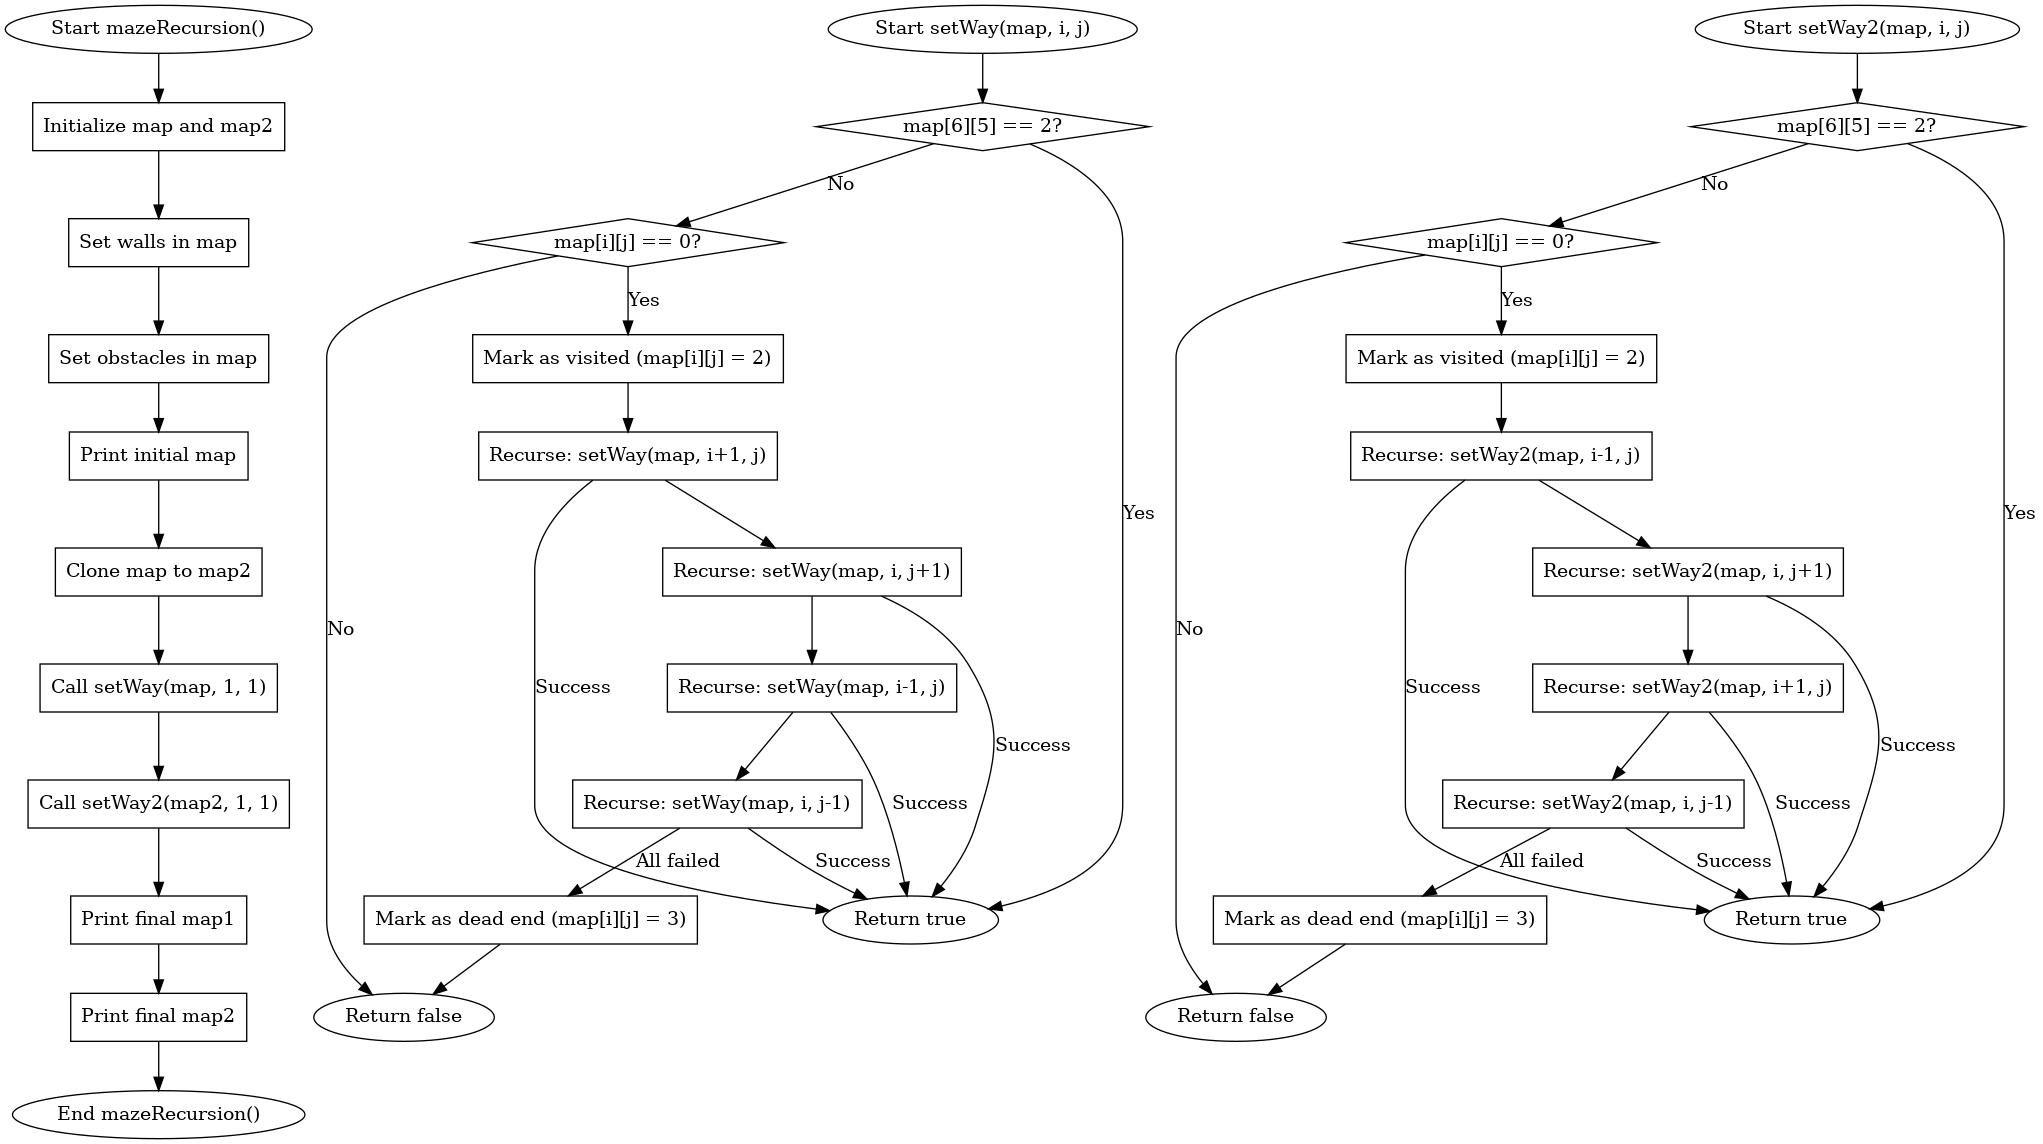 Start mazeRecursion()
Initialize map and map2
Set walls in map
Set obstacles in map
Print initial map
Clone map to map2
Call setWay(map, 1, 1)
Call setWay2(map2, 1, 1)
Print final map1
Print final map2
End mazeRecursion()
Start setWay(map, i, j)
map[6][5] == 2?
No
Yes
map[i][j] == 0?
No
Yes
Mark as visited (map[i][j] = 2)
Recurse: setWay(map, i+1, j)
Success
Recurse: setWay(map, i, j+1)
Success
Recurse: setWay(map, i-1, j)
Success
Recurse: setWay(map, i, j-1)
All failed
Success
Mark as dead end (map[i][j] = 3)
Return true
Return false
Start setWay2(map, i, j)
map[6][5] == 2?
No
Yes
map[i][j] == 0?
No
Yes
Mark as visited (map[i][j] = 2)
Recurse: setWay2(map, i-1, j)
Success
Recurse: setWay2(map, i, j+1)
Success
Recurse: setWay2(map, i+1, j)
Success
Recurse: setWay2(map, i, j-1)
All failed
Success
Mark as dead end (map[i][j] = 3)
Return true
Return false